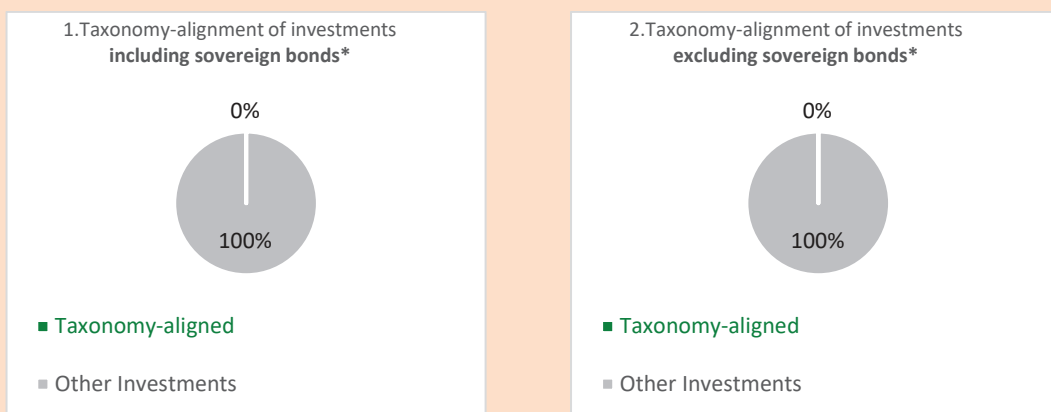 1.Taxonomy-alignment of investments
including sovereign bonds*
0%
100%
Taxonomy-aligned
Other Investments
2.Taxonomy-alignment of investments
excluding sovereign bonds*
0%
100%
Taxonomy-aligned
Other Investments